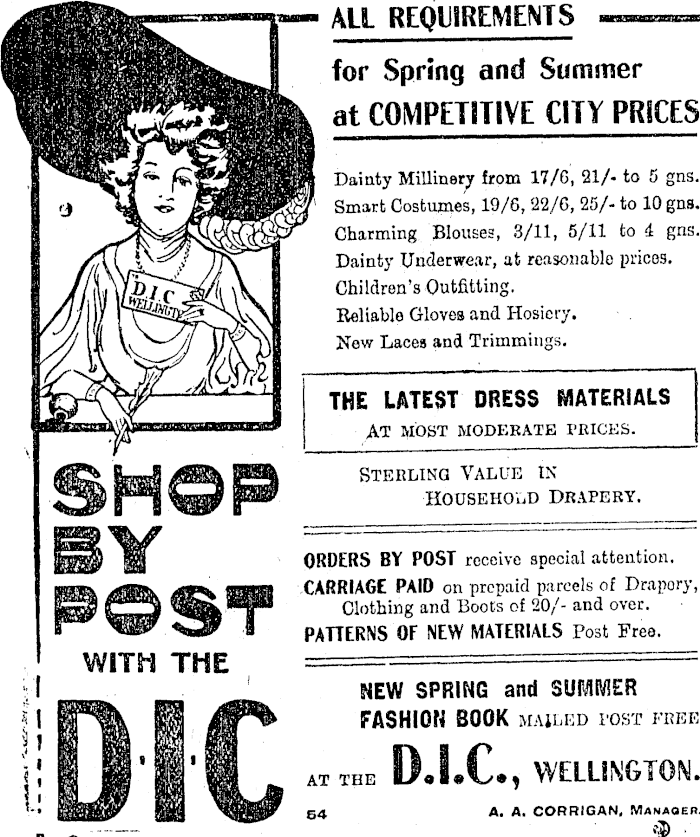 ALL REQUIREMENTS
for Spring and Summer
at COMPETITIVE CITY PRICES
Dainty Millinery from 17/6, 21/- to 5 gns.
Smart Costumes, 19/6, 22/6, 25/- to 10 gns.
Charming Blouses, 3/11, 5/11 to 4 gns.
Dainty Underwear, at reasonable prices.
Children's Outfitting.
Reliable Gloves and Hosiery.
New Laces and Trimmings.
THE LATEST DRESS MATERIALS
AT MOST MODERATE PRICES.
STERLING VALUE IN
HOUSEHOLD DRAPERY.
ORDERS BY POST receive special attention.
CARRIAGE PAID on prepaid parcels of Drapery,
Clothing and Boots of 20/- and over.
PATTERNS OF NEW MATERIALS Post Free.
NEW SPRING and SUMMER
FASHION BOOK MAILED POST FREE
AT THE D.I.C., WELLINGTON.
54 A. A. CORRIGAN, MANAGER.
D.I.C
WELLINGTON
SHOP
BY
POST
WITH THE
D.I.C